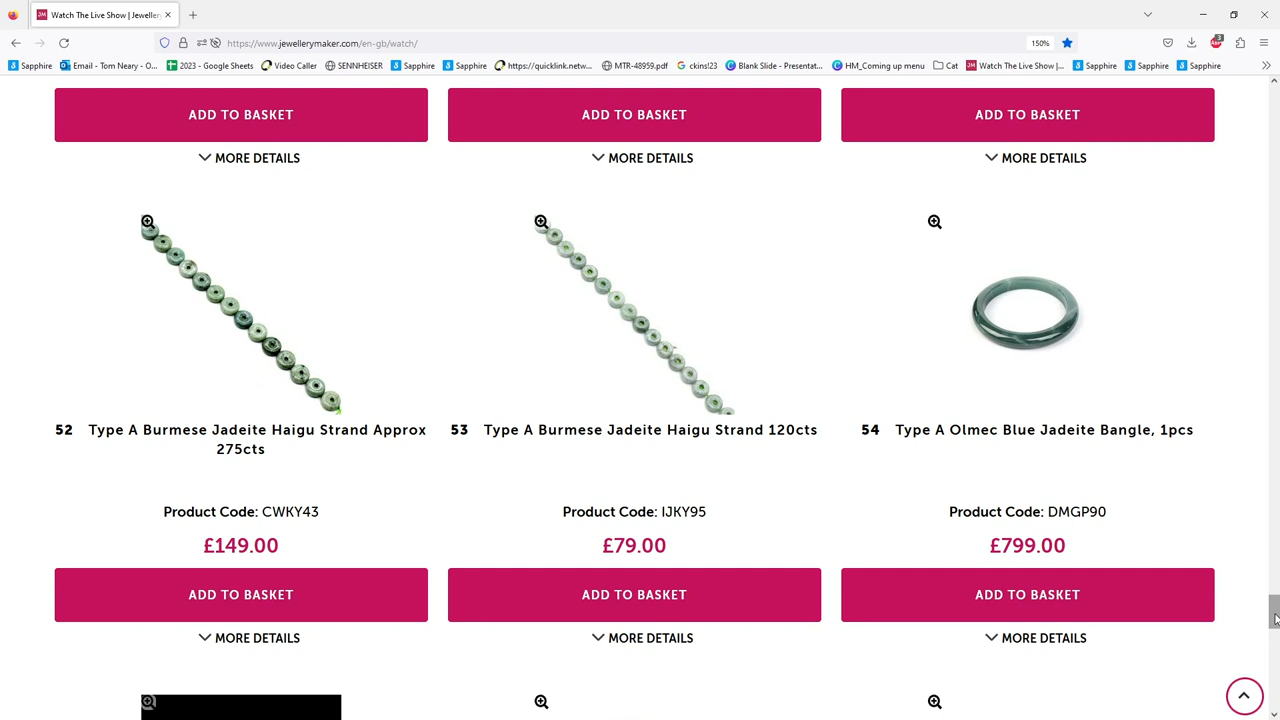 Watch The Live Show | Jewellery
https://www.jewellerymaker.com/en-gb/watch/
150%
3
Sapphire
Email - Tom Neary - O...
2023 - Google Sheets
Video Caller
SENNHEISER
Sapphire
Sapphire
https://quicklink.netw...
MTR-48959.pdf
ckins!23
Blank Slide - Presentat...
HM_Coming up menu
Cat
Watch The Live Show |...
Sapphire
Sapphire
Sapphire
ADD TO BASKET
ADD TO BASKET
ADD TO BASKET
MORE DETAILS
MORE DETAILS
MORE DETAILS
52 Type A Burmese Jadeite Haigu Strand Approx
275cts
53 Type A Burmese Jadeite Haigu Strand 120cts
54 Type A Olmec Blue Jadeite Bangle, 1pcs
Product Code: CWKY43
Product Code: IJKY95
Product Code: DMGP90
£149.00
£79.00
£799.00
ADD TO BASKET
ADD TO BASKET
ADD TO BASKET
MORE DETAILS
MORE DETAILS
MORE DETAILS